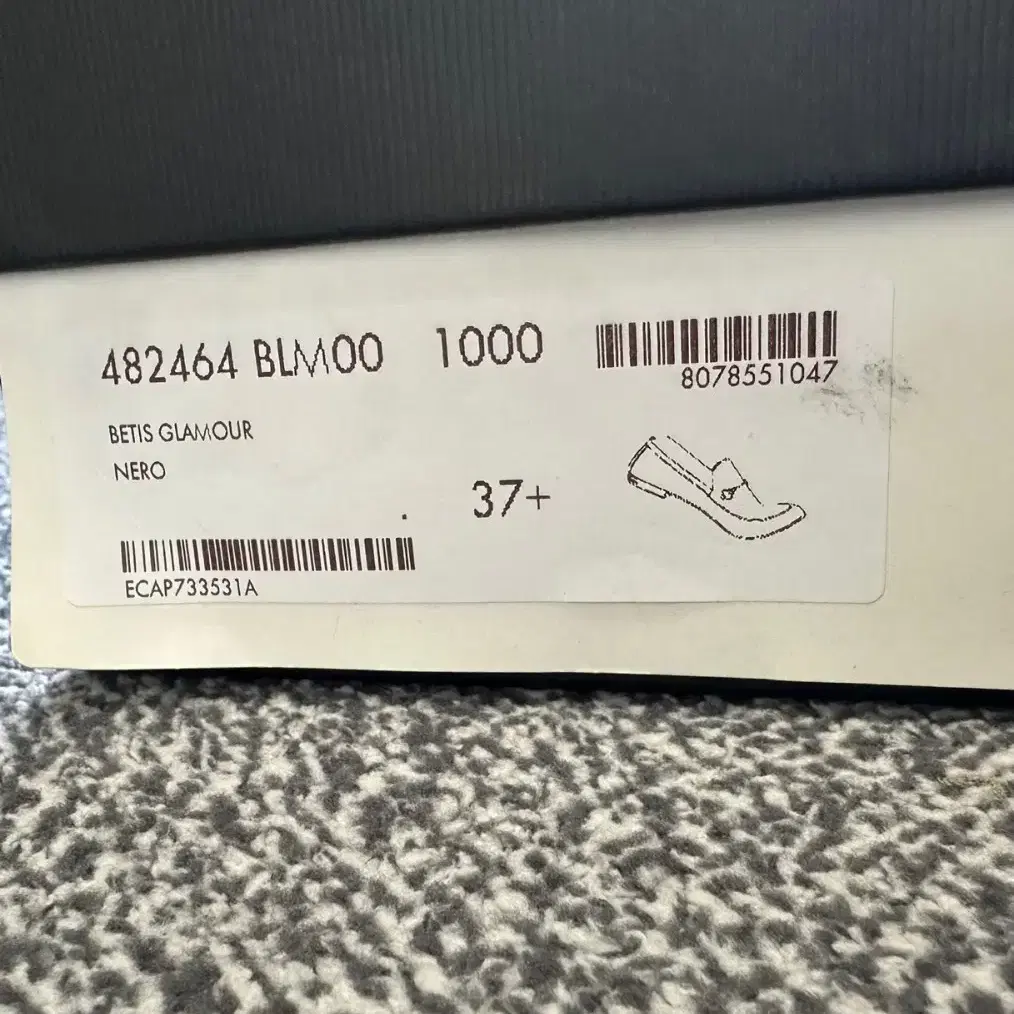 482464 BLM00 1000
8078551047
BETIS GLAMOUR
NERO
37+
ECAP733531A